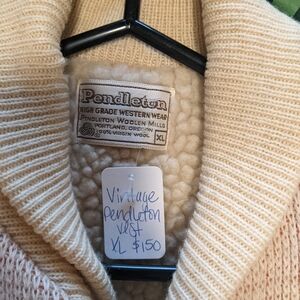 Pendleton
HIGH GRADE WESTERN WEAR
PENDLETON WOOLEN MILLS
PORTLAND, OREGON
100% VIRGIN WOOL
XL
Vintage
Pendleton
vest
XL $150